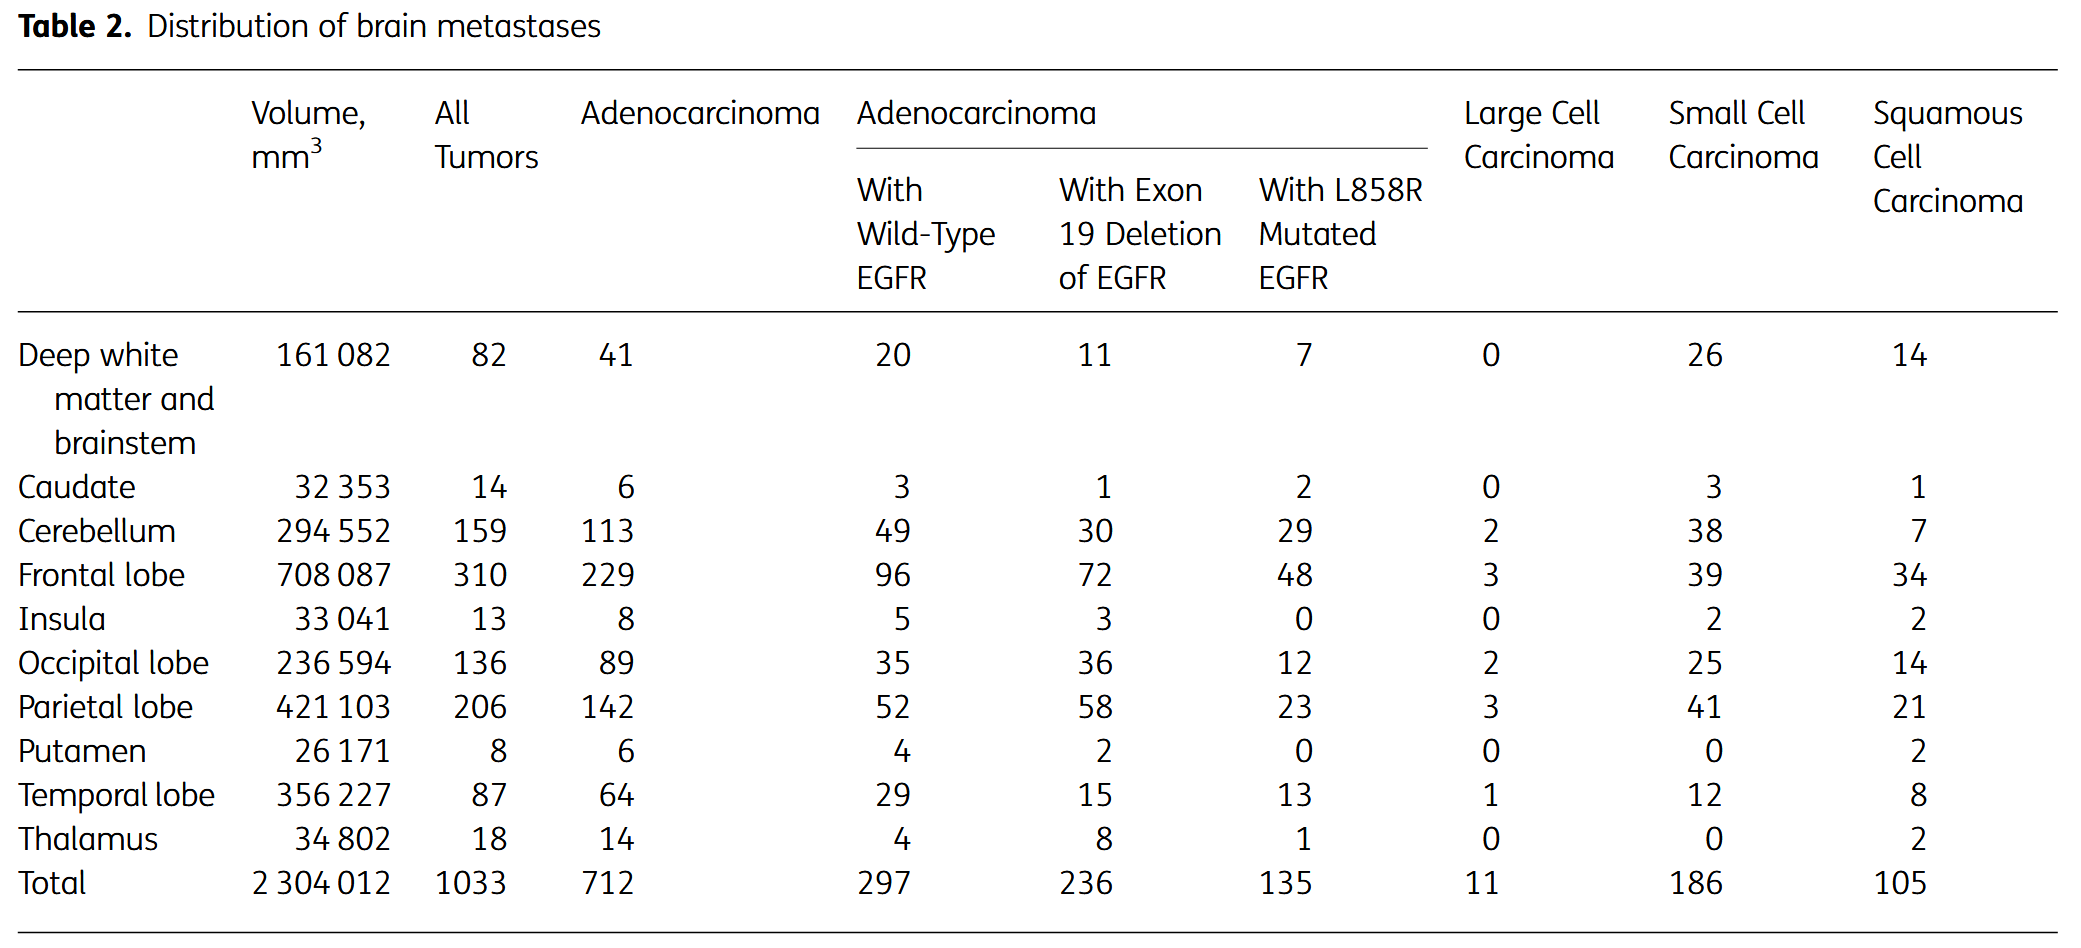 Table 2. Distribution of brain metastases
Volume, mm³ All Tumors Adenocarcinoma Adenocarcinoma Large Cell Carcinoma Small Cell Carcinoma Squamous Cell Carcinoma
With Wild-Type EGFR With Exon 19 Deletion of EGFR With L858R Mutated EGFR
Deep white matter and brainstem 161 082 82 41 20 11 7 0 26 14
Caudate 32 353 14 6 3 1 2 0 3 1
Cerebellum 294 552 159 113 49 30 29 2 38 7
Frontal lobe 708 087 310 229 96 72 48 3 39 34
Insula 33 041 13 8 5 3 0 0 2 2
Occipital lobe 236 594 136 89 35 36 12 2 25 14
Parietal lobe 421 103 206 142 52 58 23 3 41 21
Putamen 26 171 8 6 4 2 0 0 0 2
Temporal lobe 356 227 87 64 29 15 13 1 12 8
Thalamus 34 802 18 14 4 8 1 0 0 2
Total 2 304 012 1033 712 297 236 135 11 186 105